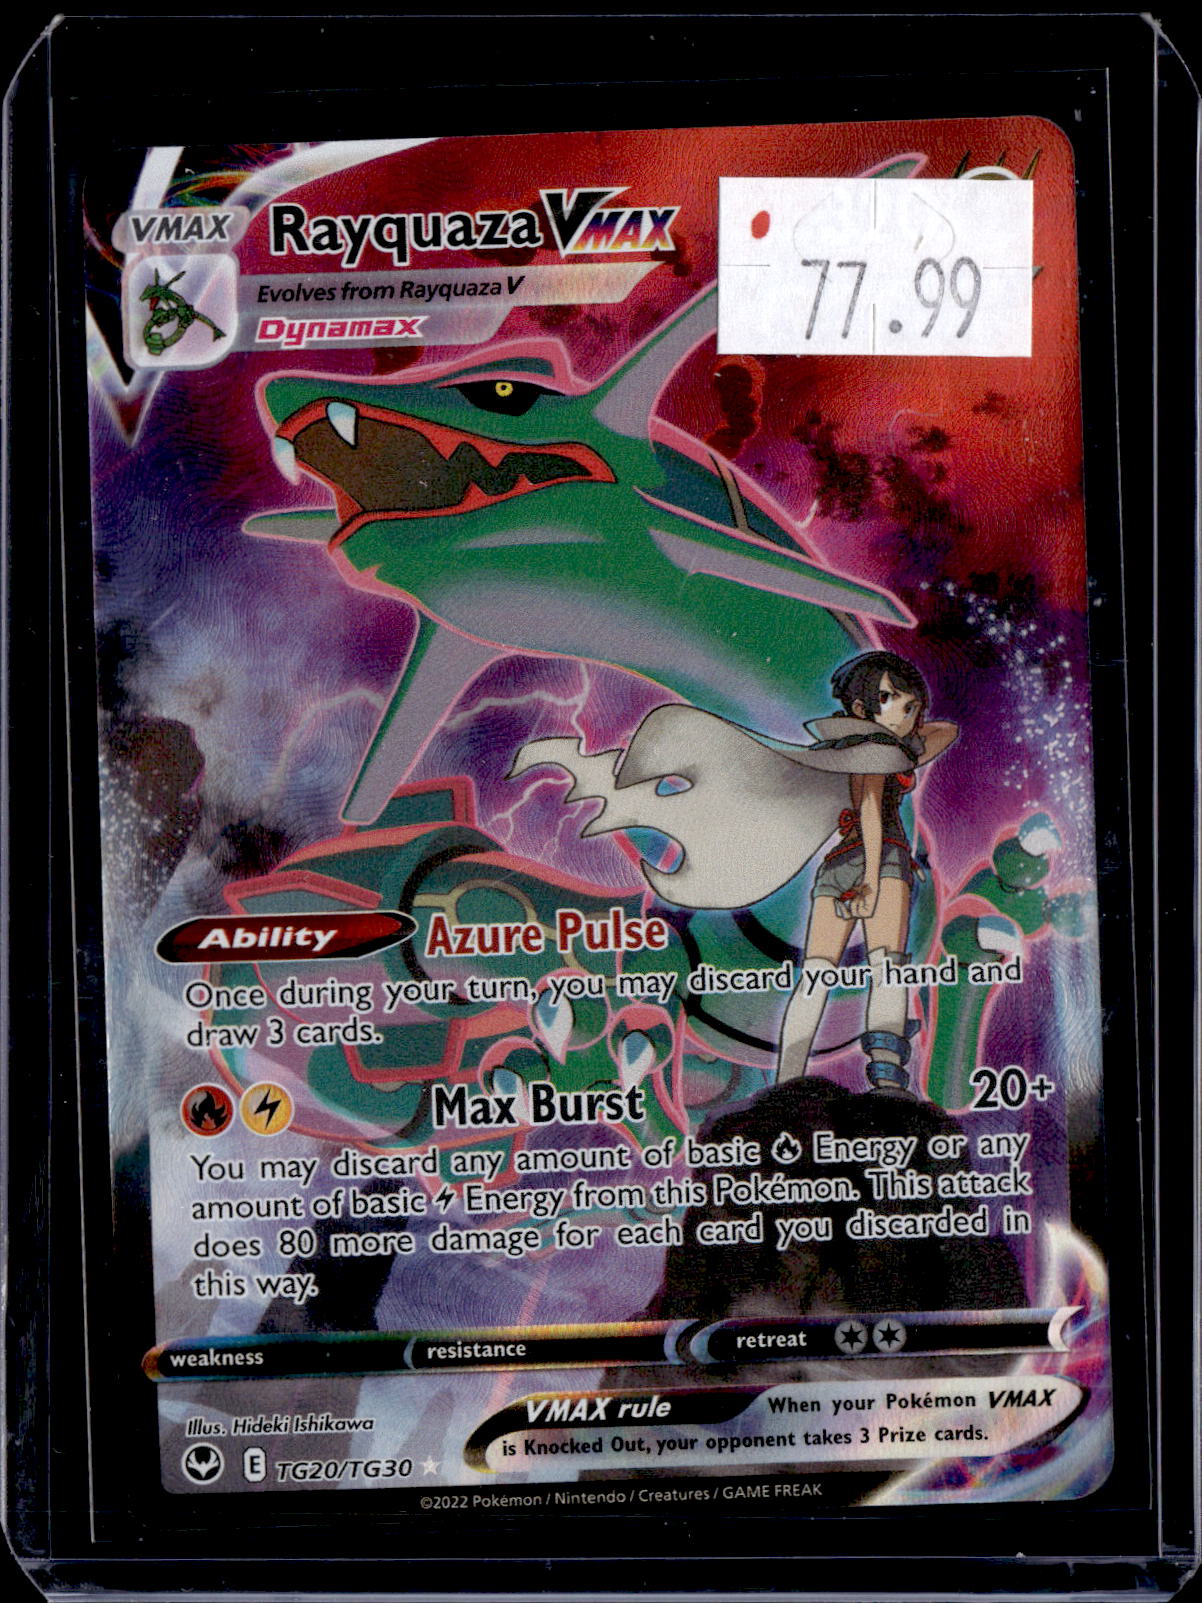 VMAX
Rayquaza VMAX
77.99
Evolves from Rayquaza V
Dynamax
Ability Azure Pulse
Once during your turn, you may discard your hand and
draw 3 cards.
Max Burst 20+
You may discard any amount of basic Energy or any
amount of basic Energy from this Pokémon. This attack
does 80 more damage for each card you discarded in
this way.
weakness resistance retreat
Illus. Hideki Ishikawa
VMAX rule When your Pokémon VMAX
is Knocked Out, your opponent takes 3 Prize cards.
E TG20/TG30
©2022 Pokémon / Nintendo / Creatures / GAME FREAK